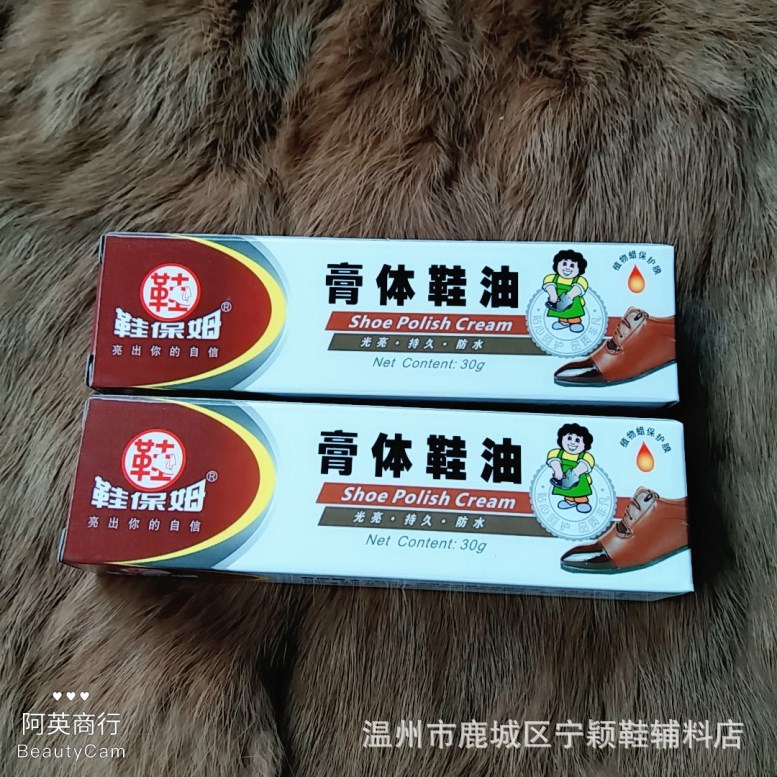 鞋
鞋保姆®
亮出你的自信
膏体鞋油
Shoe Polish Cream
光亮·持久·防水
Net Content: 30g
植物蜡保护膜
鞋
鞋保姆®
亮出你的自信
膏体鞋油
Shoe Polish Cream
光亮·持久·防水
Net Content: 30g
植物蜡保护膜
阿英商行
BeautyCam
温州市鹿城区宁颖鞋辅料店